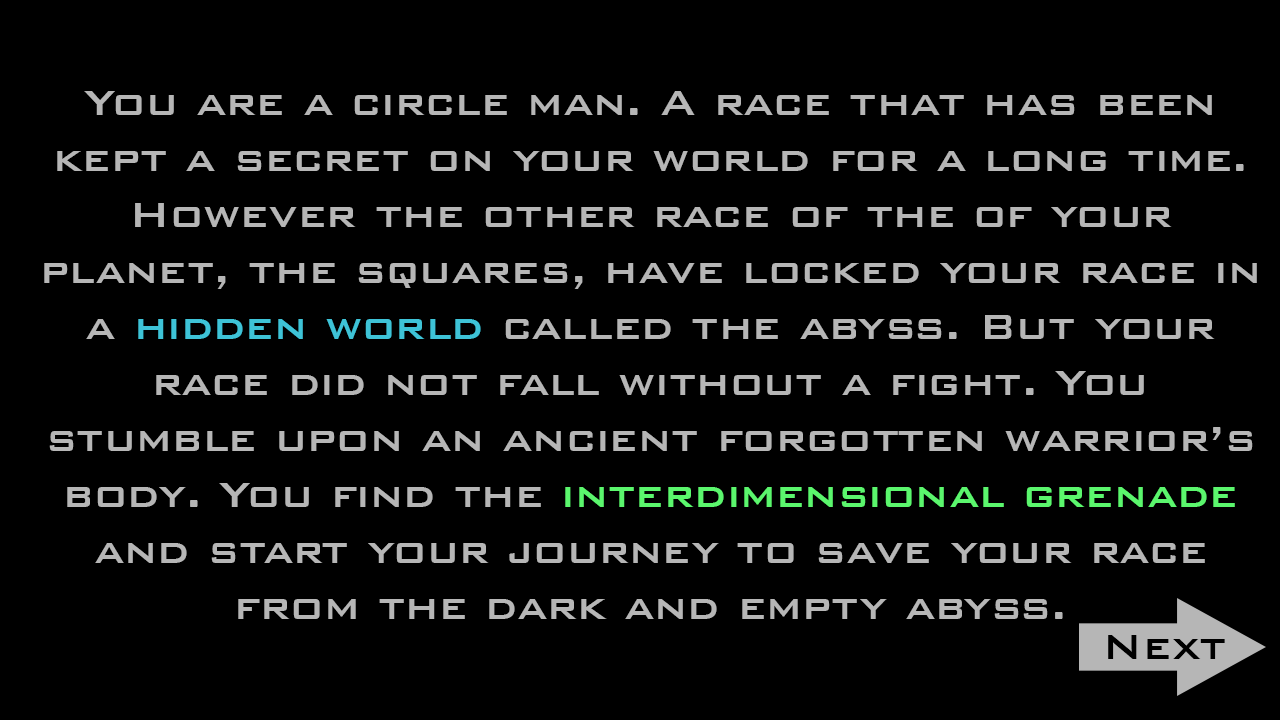 You are a circle man. A race that has been
kept a secret on your world for a long time.
However the other race of the of your
planet, the squares, have locked your race in
a hidden world called the abyss. But your
race did not fall without a fight. You
stumble upon an ancient forgotten warrior's
body. You find the interdimensional grenade
and start your journey to save your race
from the dark and empty abyss.
Next